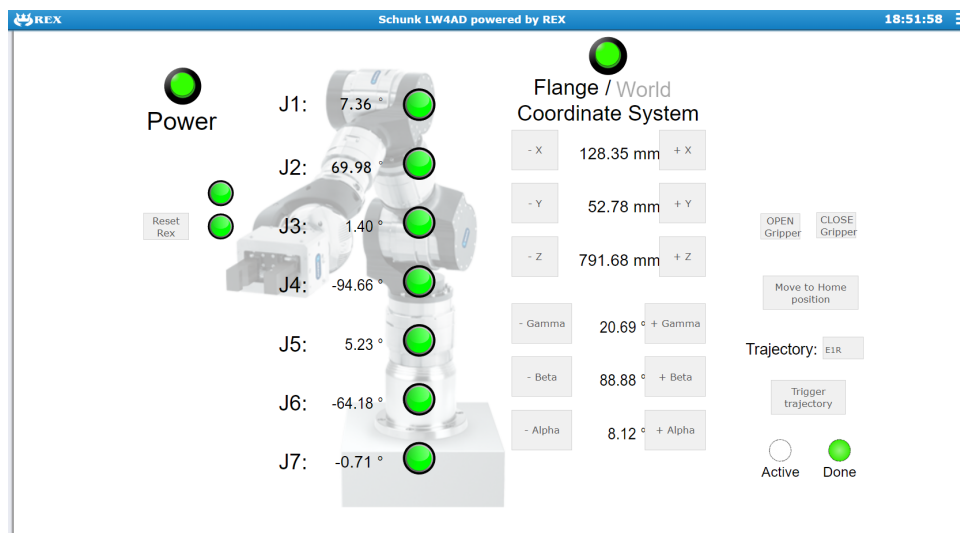 REX
Schunk LW4AD powered by REX
18:51:58
Power
Reset
Rex
J1: 7.36 °
J2: 69.98 °
J3: 1.40 °
J4: -94.66 °
J5: 5.23 °
J6: -64.18 °
J7: -0.71 °
Flange / World
Coordinate System
- X 128.35 mm + X
- Y 52.78 mm + Y
- Z 791.68 mm + Z
- Gamma 20.69 ° + Gamma
- Beta 88.88 ° + Beta
- Alpha 8.12 ° + Alpha
OPEN
Gripper
CLOSE
Gripper
Move to Home
position
Trajectory: E1R
Trigger
trajectory
Active
Done